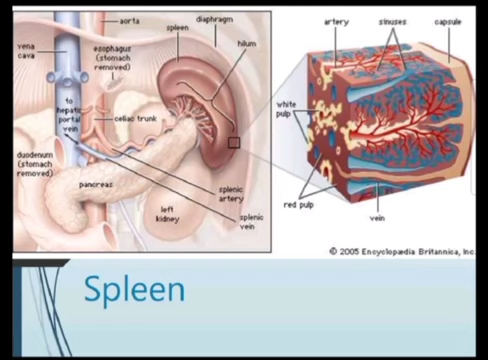 aorta
diaphragm
spleen
hilum
vena
cava
esophagus
(stomach
removed)
to
hepatic
portal
vein
celiac trunk
duodenum
(stomach
removed)
pancreas
left
kidney
splenic
artery
splenic
vein
artery
sinuses
capsule
white
pulp
red pulp
vein
© 2005 Encyclopædia Britannica, Inc.
Spleen